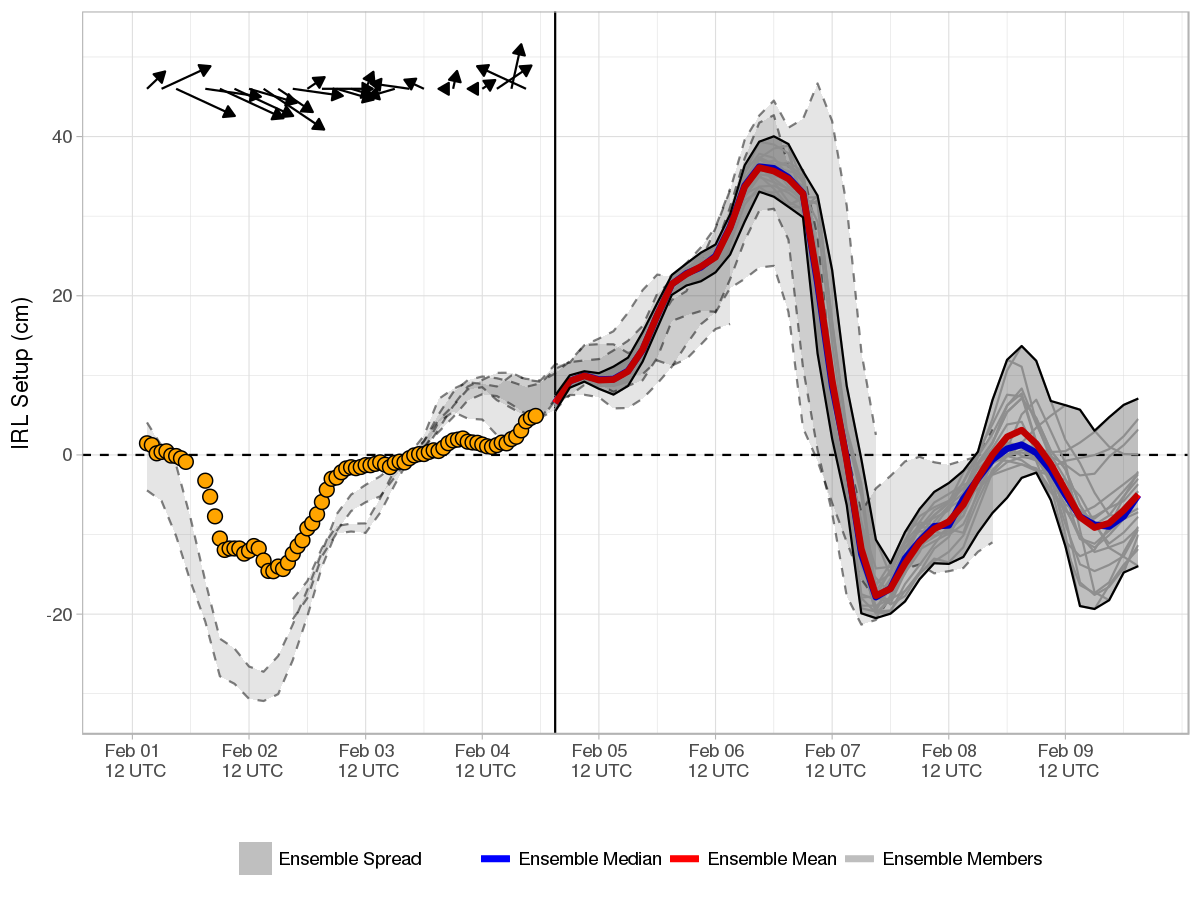 IRL Setup (cm)
40
20
0
-20
Feb 01 Feb 02 Feb 03 Feb 04 Feb 05 Feb 06 Feb 07 Feb 08 Feb 09
12 UTC 12 UTC 12 UTC 12 UTC 12 UTC 12 UTC 12 UTC 12 UTC 12 UTC
Ensemble Spread Ensemble Median Ensemble Mean Ensemble Members